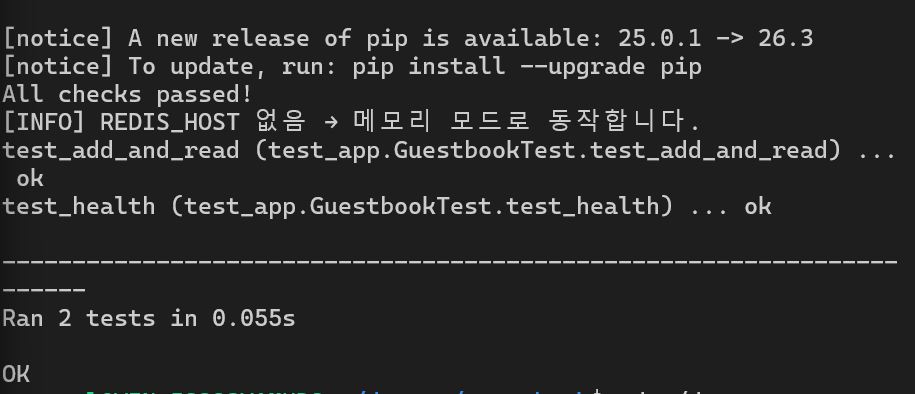 [notice] A new release of pip is available: 25.0.1 -> 26.3
[notice] To update, run: pip install --upgrade pip
All checks passed!
[INFO] REDIS_HOST 없음 → 메모리 모드로 동작합니다.
test_add_and_read (test_app.GuestbookTest.test_add_and_read) ...
 ok
test_health (test_app.GuestbookTest.test_health) ... ok
----------------------------------------------------------------
------
Ran 2 tests in 0.055s
OK